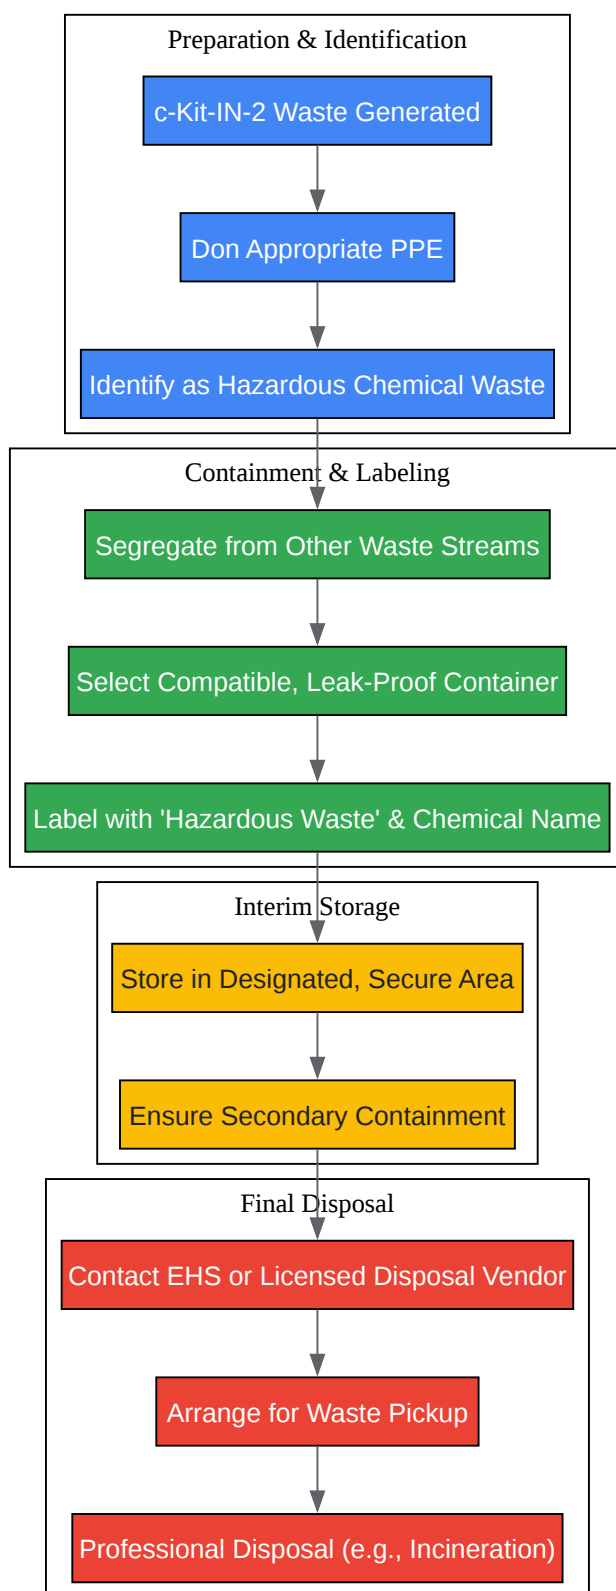 Preparation & Identification
c-Kit-IN-2 Waste Generated
Don Appropriate PPE
Identify as Hazardous Chemical Waste
Containment & Labeling
Segregate from Other Waste Streams
Select Compatible, Leak-Proof Container
Label with 'Hazardous Waste' & Chemical Name
Interim Storage
Store in Designated, Secure Area
Ensure Secondary Containment
Final Disposal
Contact EHS or Licensed Disposal Vendor
Arrange for Waste Pickup
Professional Disposal (e.g., Incineration)